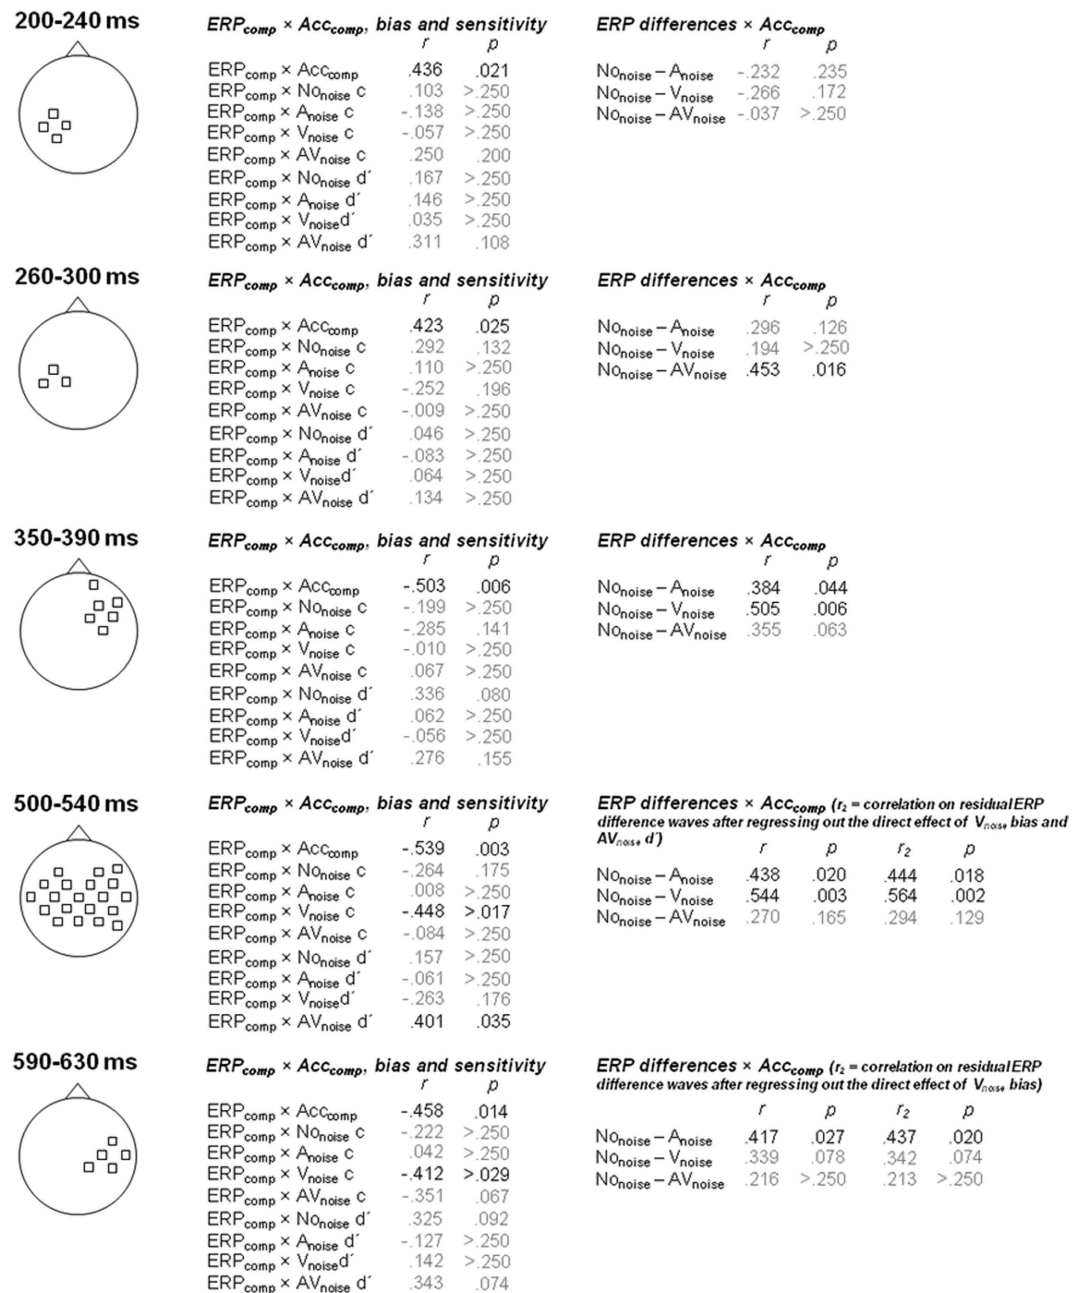 200-240 ms
ERPcomp × Acccomp, bias and sensitivity
r p
ERPcomp × Acccomp .436 .021
ERPcomp × Nonoise c .103 >.250
ERPcomp × Anoise c -.138 >.250
ERPcomp × Vnoise c -.057 >.250
ERPcomp × AVnoise c .250 .200
ERPcomp × Nonoise d´ .167 >.250
ERPcomp × Anoise d´ .146 >.250
ERPcomp × Vnoised´ .035 >.250
ERPcomp × AVnoise d´ .311 .108
ERP differences × Acccomp
r p
Nonoise – Anoise -.232 .235
Nonoise – Vnoise -.266 .172
Nonoise – AVnoise -.037 >.250
260-300 ms
ERPcomp × Acccomp, bias and sensitivity
r p
ERPcomp × Acccomp .423 .025
ERPcomp × Nonoise c .292 .132
ERPcomp × Anoise c .110 >.250
ERPcomp × Vnoise c -.252 .196
ERPcomp × AVnoise c -.009 >.250
ERPcomp × Nonoise d´ .046 >.250
ERPcomp × Anoise d´ -.083 >.250
ERPcomp × Vnoised´ .064 >.250
ERPcomp × AVnoise d´ .134 >.250
ERP differences × Acccomp
r p
Nonoise – Anoise .296 .126
Nonoise – Vnoise .194 >.250
Nonoise – AVnoise .453 .016
350-390 ms
ERPcomp × Acccomp, bias and sensitivity
r p
ERPcomp × Acccomp -.503 .006
ERPcomp × Nonoise c -.199 >.250
ERPcomp × Anoise c -.285 .141
ERPcomp × Vnoise c -.010 >.250
ERPcomp × AVnoise c .067 >.250
ERPcomp × Nonoise d´ .336 .080
ERPcomp × Anoise d´ .062 >.250
ERPcomp × Vnoised´ -.056 >.250
ERPcomp × AVnoise d´ .276 .155
ERP differences × Acccomp
r p
Nonoise – Anoise .384 .044
Nonoise – Vnoise .505 .006
Nonoise – AVnoise .355 .063
500-540 ms
ERPcomp × Acccomp, bias and sensitivity
r p
ERPcomp × Acccomp -.539 .003
ERPcomp × Nonoise c -.264 .175
ERPcomp × Anoise c .008 >.250
ERPcomp × Vnoise c -.448 >.017
ERPcomp × AVnoise c -.084 >.250
ERPcomp × Nonoise d´ .157 >.250
ERPcomp × Anoise d´ -.061 >.250
ERPcomp × Vnoised´ -.263 .176
ERPcomp × AVnoise d´ .401 .035
ERP differences × Acccomp (r2 = correlation on residual ERP
difference waves after regressing out the direct effect of Vnoise bias and
AVnoise d´)
r p r2 p
Nonoise – Anoise .438 .020 .444 .018
Nonoise – Vnoise .544 .003 .564 .002
Nonoise – AVnoise .270 .165 .294 .129
590-630 ms
ERPcomp × Acccomp, bias and sensitivity
r p
ERPcomp × Acccomp -.458 .014
ERPcomp × Nonoise c -.222 >.250
ERPcomp × Anoise c .042 >.250
ERPcomp × Vnoise c -.412 >.029
ERPcomp × AVnoise c -.351 .067
ERPcomp × Nonoise d´ .325 .092
ERPcomp × Anoise d´ -.127 >.250
ERPcomp × Vnoised´ .142 >.250
ERPcomp × AVnoise d´ .343 .074
ERP differences × Acccomp (r2 = correlation on residual ERP
difference waves after regressing out the direct effect of Vnoise bias)
r p r2 p
Nonoise – Anoise .417 .027 .437 .020
Nonoise – Vnoise .339 .078 .342 .074
Nonoise – AVnoise .216 >.250 .213 >.250